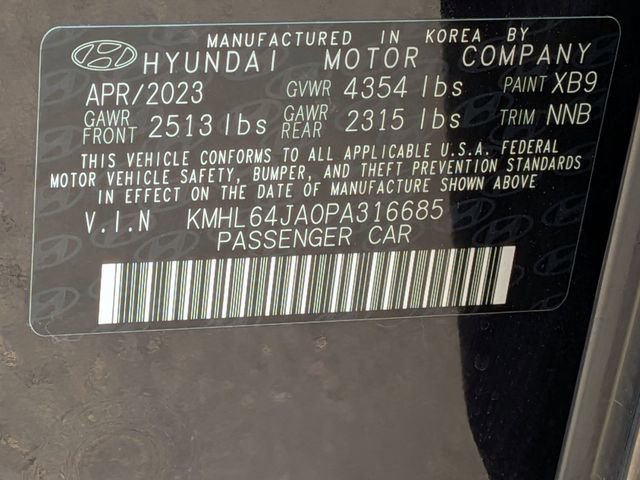 MANUFACTURED IN KOREA BY
HYUNDAI MOTOR COMPANY
APR/2023 GVWR 4354 lbs PAINT XB9
GAWR FRONT 2513 lbs GAWR REAR 2315 lbs TRIM NNB
THIS VEHICLE CONFORMS TO ALL APPLICABLE U.S.A. FEDERAL
MOTOR VEHICLE SAFETY, BUMPER, AND THEFT PREVENTION STANDARDS
IN EFFECT ON THE DATE OF MANUFACTURE SHOWN ABOVE
V.I.N KMHL64JA0PA316685
PASSENGER CAR